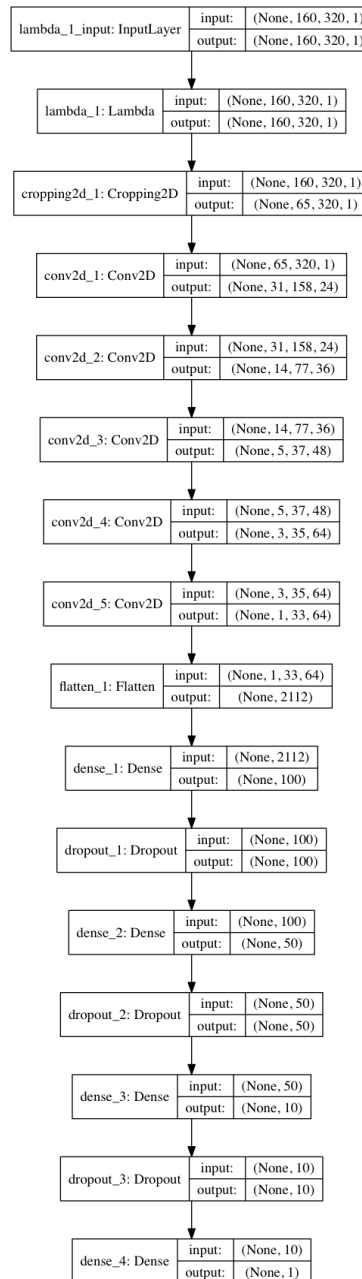 lambda_1_input: InputLayer
input: (None, 160, 320, 1)
output: (None, 160, 320, 1)
lambda_1: Lambda
input: (None, 160, 320, 1)
output: (None, 160, 320, 1)
cropping2d_1: Cropping2D
input: (None, 160, 320, 1)
output: (None, 65, 320, 1)
conv2d_1: Conv2D
input: (None, 65, 320, 1)
output: (None, 31, 158, 24)
conv2d_2: Conv2D
input: (None, 31, 158, 24)
output: (None, 14, 77, 36)
conv2d_3: Conv2D
input: (None, 14, 77, 36)
output: (None, 5, 37, 48)
conv2d_4: Conv2D
input: (None, 5, 37, 48)
output: (None, 3, 35, 64)
conv2d_5: Conv2D
input: (None, 3, 35, 64)
output: (None, 1, 33, 64)
flatten_1: Flatten
input: (None, 1, 33, 64)
output: (None, 2112)
dense_1: Dense
input: (None, 2112)
output: (None, 100)
dropout_1: Dropout
input: (None, 100)
output: (None, 100)
dense_2: Dense
input: (None, 100)
output: (None, 50)
dropout_2: Dropout
input: (None, 50)
output: (None, 50)
dense_3: Dense
input: (None, 50)
output: (None, 10)
dropout_3: Dropout
input: (None, 10)
output: (None, 10)
dense_4: Dense
input: (None, 10)
output: (None, 1)